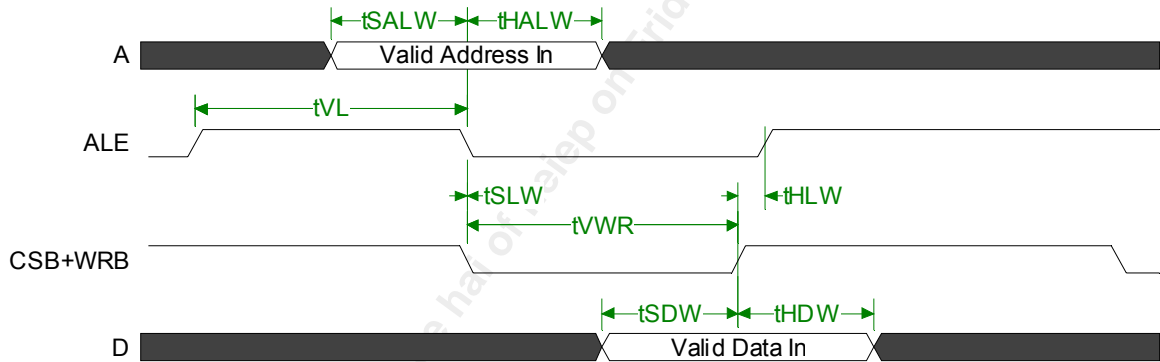 tSALW tHALW
A Valid Address In
tVL
ALE
tSLW tHLW
tVWR
CSB+WRB
tSDW tHDW
D Valid Data In